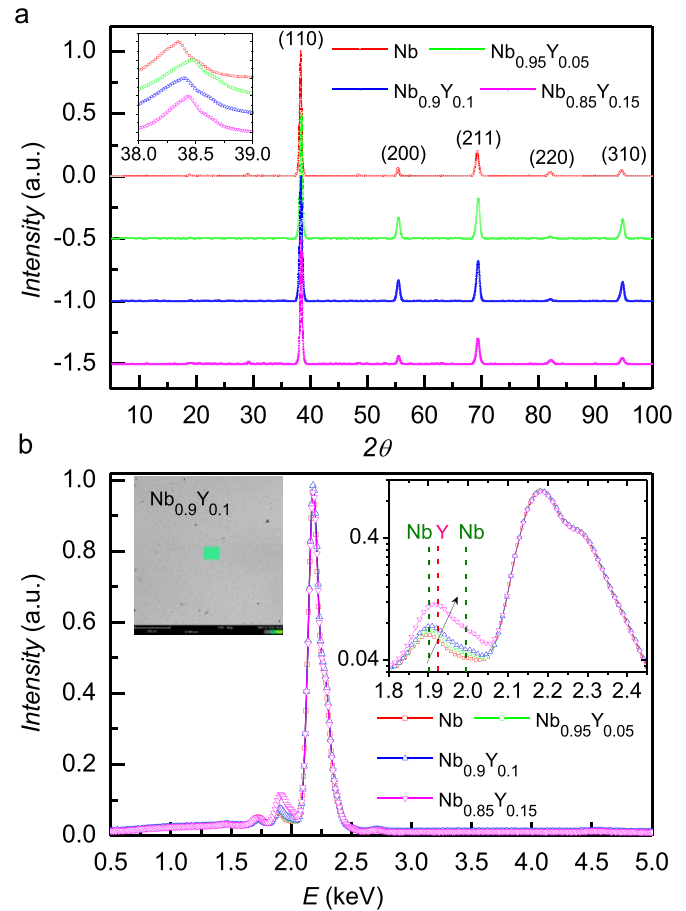 a
(110)
Nb Nb0.95Y0.05
Nb0.9Y0.1 Nb0.85Y0.15
38.0 38.5 39.0
(200) (211) (220) (310)
1.0
0.5
0.0
-0.5
-1.0
-1.5
Intensity (a.u.)
10 20 30 40 50 60 70 80 90 100
2θ
b
Nb0.9Y0.1
1.0
0.8
0.6
0.4
0.2
0.0
Intensity (a.u.)
Nb Y Nb
0.4
0.04
1.8 1.9 2.0 2.1 2.2 2.3 2.4
Nb Nb0.95Y0.05
Nb0.9Y0.1
Nb0.85Y0.15
0.5 1.0 1.5 2.0 2.5 3.0 3.5 4.0 4.5 5.0
E (keV)